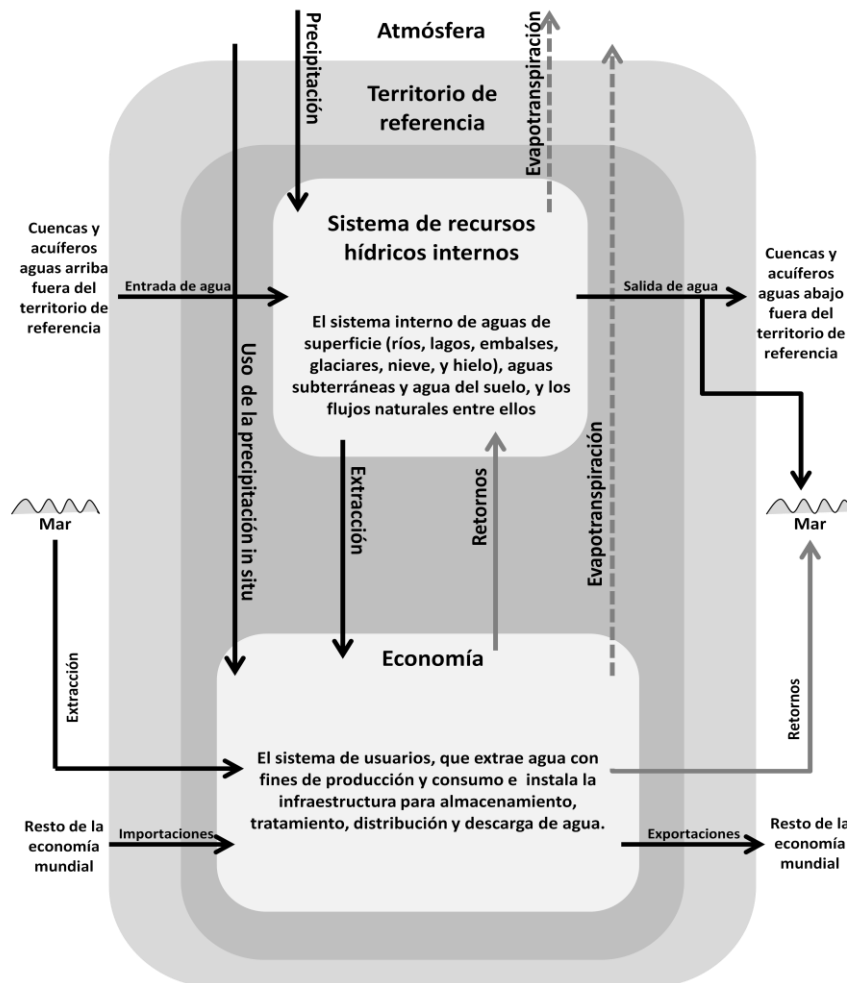 Atmósfera
Precipitación
Evapotranspiración
Territorio de
referencia
Sistema de recursos
hídricos internos
Cuencas y
acuíferos
aguas arriba
fuera del
territorio de
referencia
Entrada de agua
Salida de agua
Cuencas y
acuíferos
aguas abajo
fuera del
territorio de
referencia
El sistema interno de aguas de
superficie (ríos, lagos, embalses,
glaciares, nieve, y hielo), aguas
subterráneas y agua del suelo, y los
flujos naturales entre ellos
Uso de la precipitación in situ
Extracción
Retornos
Evapotranspiración
Mar
Mar
Extracción
Economía
Retornos
El sistema de usuarios, que extrae agua con
fines de producción y consumo e instala la
infraestructura para almacenamiento,
tratamiento, distribución y descarga de agua.
Resto de la
economía
mundial
Importaciones
Exportaciones
Resto de la
economía
mundial